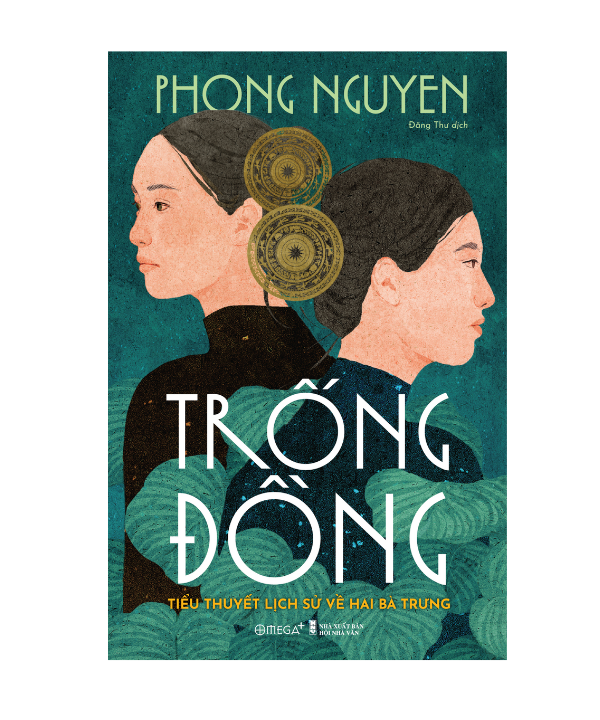 PHONG NGUYEN
Đăng Thư dịch
TRỐNG
ĐỒNG
TIỂU THUYẾT LỊCH SỬ VỀ HAI BÀ TRƯNG
OMEGA+
NHÀ XUẤT BẢN
HỘI NHÀ VĂN